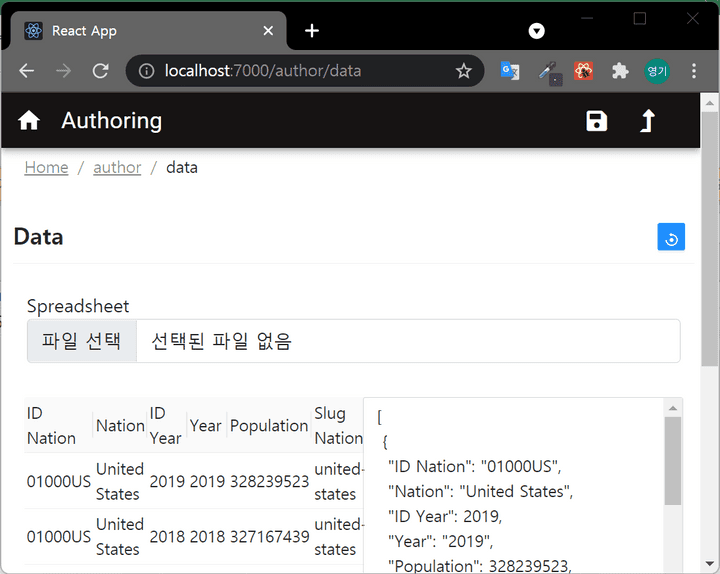 React App
localhost:7000/author/data
영기
Authoring
Home / author / data
Data
Spreadsheet
파일 선택 선택된 파일 없음
ID Nation Nation ID Year Year Population Slug Nation
01000US United States 2019 2019 328239523 united-
01000US United States 2018 2018 327167439 united-
[
{
"ID Nation": "01000US",
"Nation": "United States",
"ID Year": 2019,
"Year": "2019",
"Population": 328239523,